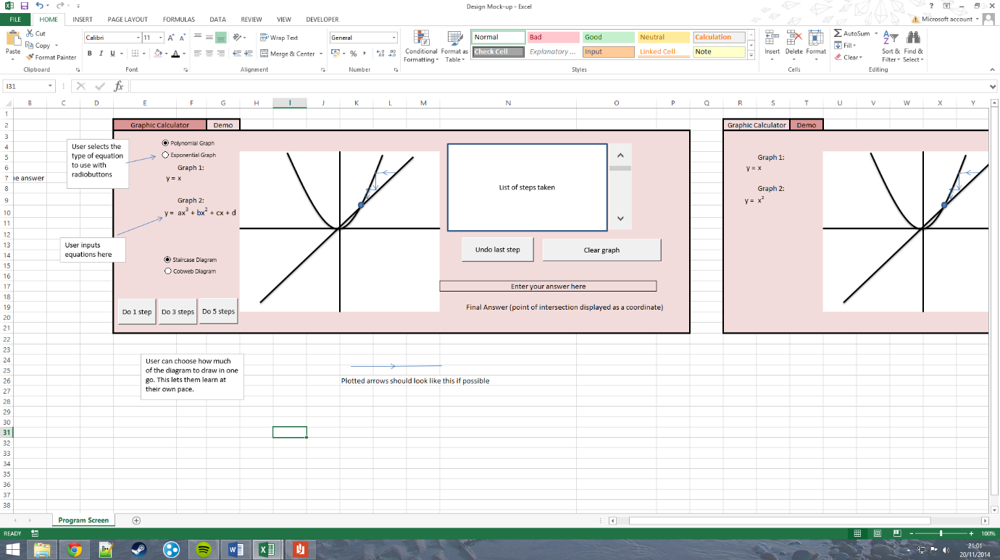 Design Mock-up - Excel
FILE HOME INSERT PAGE LAYOUT FORMULAS DATA REVIEW VIEW DEVELOPER
Microsoft account
Paste
Cut
Copy
Format Painter
Clipboard
Calibri 11
B I U
Font
Wrap Text
Merge & Center
Alignment
General
Number
Conditional Formatting
Format as Table
Normal Bad Good Neutral Calculation
Check Cell Explanatory ... Input Linked Cell Note
Styles
Insert Delete Format
Cells
AutoSum
Fill
Clear
Sort & Filter
Find & Select
Editing
I31
fx
B C D E F G H I J K L M N O P Q R S T U V W X Y
1
2
3
4
5
6
7
8
9
10
11
12
13
14
15
16
17
18
19
20
21
22
23
24
25
26
27
28
29
30
31
32
33
34
35
36
37
38
Graphic Calculator Demo
User selects the
type of equation
to use with
radiobuttons
Polynomial Graph
Exponential Graph
Graph 1:
y = x
answer
Graph 2:
y = ax³ + bx² + cx + d
User inputs
equations here
Staircase Diagram
Cobweb Diagram
Do 1 step Do 3 steps Do 5 steps
List of steps taken
Undo last step Clear graph
Enter your answer here
Final Answer (point of intersection displayed as a coordinate)
Graphic Calculator Demo
Graph 1:
y = x
Graph 2:
y = x²
User can choose how much
of the diagram to draw in one
go. This lets them learn at
their own pace.
Plotted arrows should look like this if possible
Program Screen
READY
100%
21:01
20/11/2014